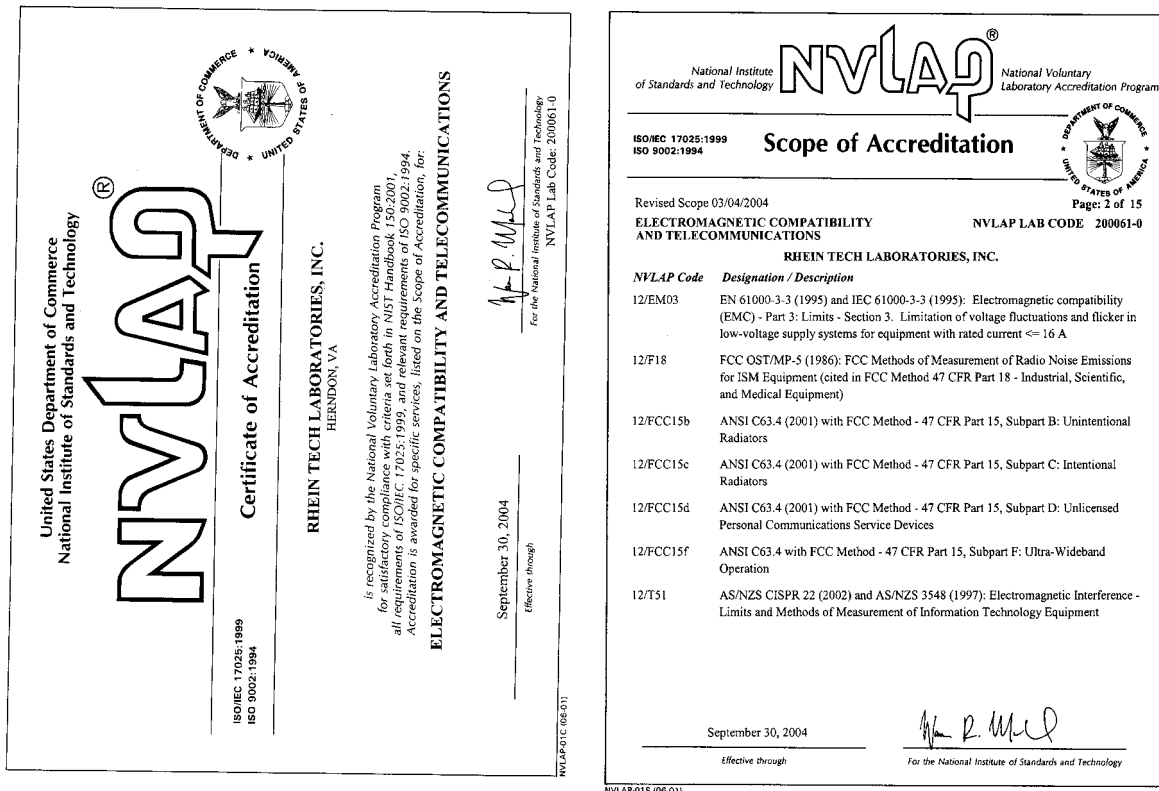 United States Department of Commerce
National Institute of Standards and Technology
NVLAP®
DEPARTMENT OF COMMERCE
UNITED STATES OF AMERICA
ISO/IEC 17025:1999
ISO 9002:1994
Certificate of Accreditation
RHEIN TECH LABORATORIES, INC.
HERNDON, VA
is recognized by the National Voluntary Laboratory Accreditation Program
for satisfactory compliance with criteria set forth in NIST Handbook 150:2001,
all requirements of ISO/IEC 17025:1999, and relevant requirements of ISO 9002:1994.
Accreditation is awarded for specific services, listed on the Scope of Accreditation, for:
ELECTROMAGNETIC COMPATIBILITY AND TELECOMMUNICATIONS
September 30, 2004
Effective through
For the National Institute of Standards and Technology
NVLAP Lab Code: 200061-0
NVLAP-01C (06-01)
National Institute
of Standards and Technology
NVLAP®
National Voluntary
Laboratory Accreditation Program
ISO/IEC 17025:1999
ISO 9002:1994
Scope of Accreditation
DEPARTMENT OF COMMERCE
UNITED STATES OF AMERICA
Revised Scope 03/04/2004
Page: 2 of 15
ELECTROMAGNETIC COMPATIBILITY
AND TELECOMMUNICATIONS
NVLAP LAB CODE 200061-0
RHEIN TECH LABORATORIES, INC.
NVLAP Code Designation / Description
12/EM03 EN 61000-3-3 (1995) and IEC 61000-3-3 (1995): Electromagnetic compatibility
(EMC) - Part 3: Limits - Section 3. Limitation of voltage fluctuations and flicker in
low-voltage supply systems for equipment with rated current <= 16 A
12/F18 FCC OST/MP-5 (1986): FCC Methods of Measurement of Radio Noise Emissions
for ISM Equipment (cited in FCC Method 47 CFR Part 18 - Industrial, Scientific,
and Medical Equipment)
12/FCC15b ANSI C63.4 (2001) with FCC Method - 47 CFR Part 15, Subpart B: Unintentional
Radiators
12/FCC15c ANSI C63.4 (2001) with FCC Method - 47 CFR Part 15, Subpart C: Intentional
Radiators
12/FCC15d ANSI C63.4 (2001) with FCC Method - 47 CFR Part 15, Subpart D: Unlicensed
Personal Communications Service Devices
12/FCC15f ANSI C63.4 with FCC Method - 47 CFR Part 15, Subpart F: Ultra-Wideband
Operation
12/T51 AS/NZS CISPR 22 (2002) and AS/NZS 3548 (1997): Electromagnetic Interference -
Limits and Methods of Measurement of Information Technology Equipment
September 30, 2004
Effective through
For the National Institute of Standards and Technology
NVLAP-01S (06-01)